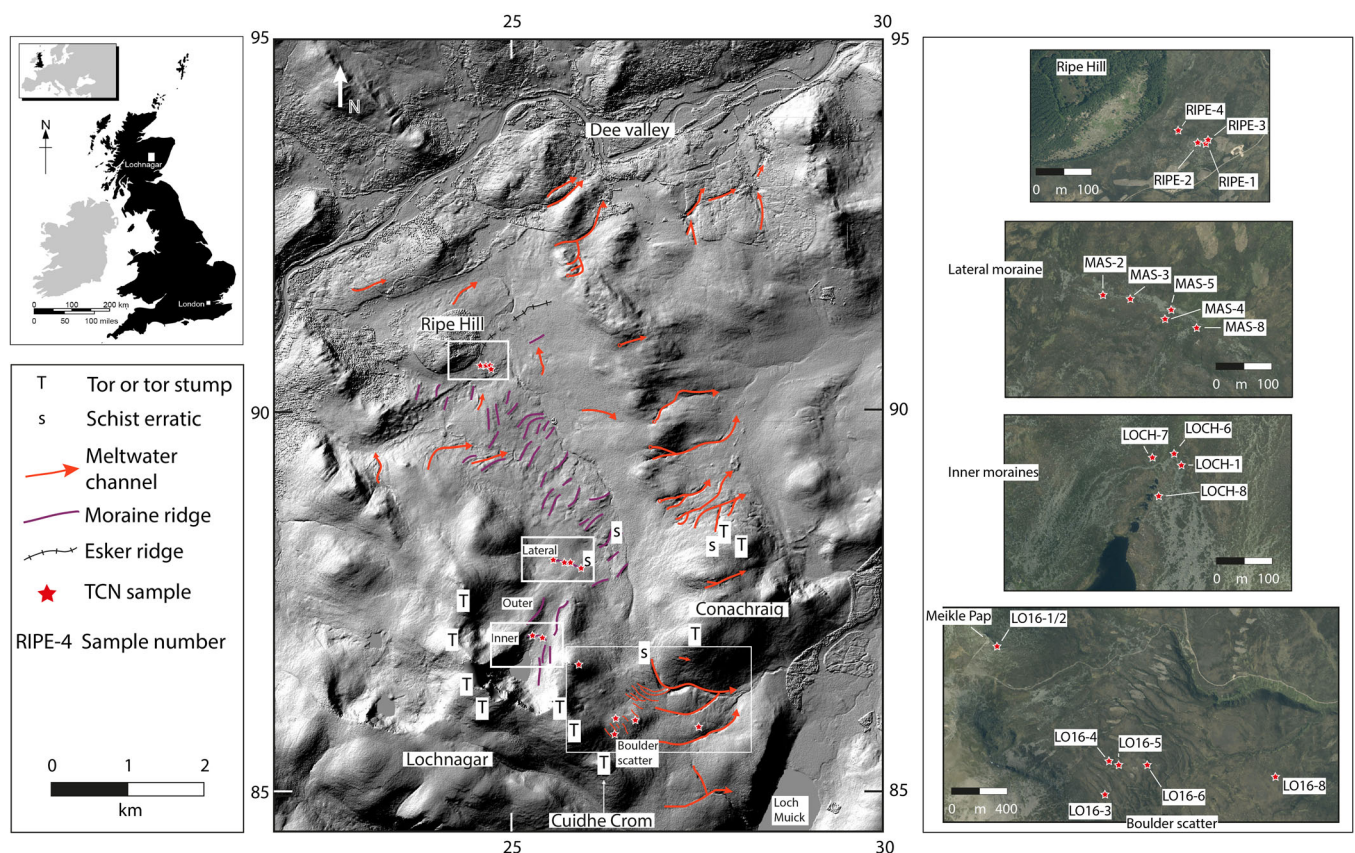 N
Lochnagar
London
0 100 200 km
0 50 100 miles
T Tor or tor stump
s Schist erratic
Meltwater
channel
Moraine ridge
Esker ridge
TCN sample
RIPE-4 Sample number
0 1 2
km
25
30
95
95
N
Dee valley
Ripe Hill
90
90
s
T
s
T
Lateral
s
Conachraig
T
Outer
T
T
Inner
s
T
T
T
T
Boulder
scatter
Lochnagar
T
85
85
Cuidhe Crom
Loch
Muick
25
30
Ripe Hill
RIPE-4
RIPE-3
0 m 100
RIPE-2
RIPE-1
Lateral moraine
MAS-2
MAS-3
MAS-5
MAS-4
MAS-8
0 m 100
Inner moraines
LOCH-7
LOCH-6
LOCH-1
LOCH-8
0 m 100
Meikle Pap
LO16-1/2
LO16-4
LO16-5
LO16-8
0 m 400
LO16-3
LO16-6
Boulder scatter